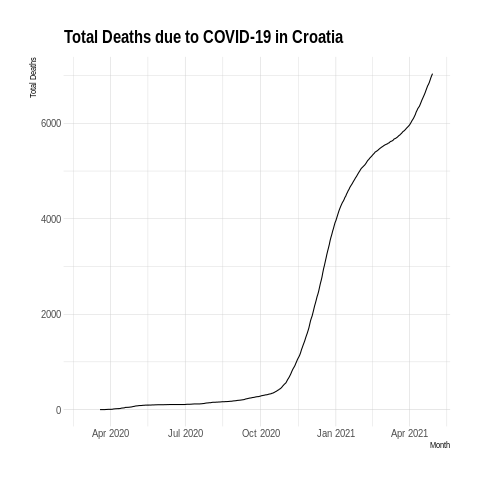 Total Deaths due to COVID-19 in Croatia
Total Deaths
6000
4000
2000
0
Apr 2020 Jul 2020 Oct 2020 Jan 2021 Apr 2021
Month